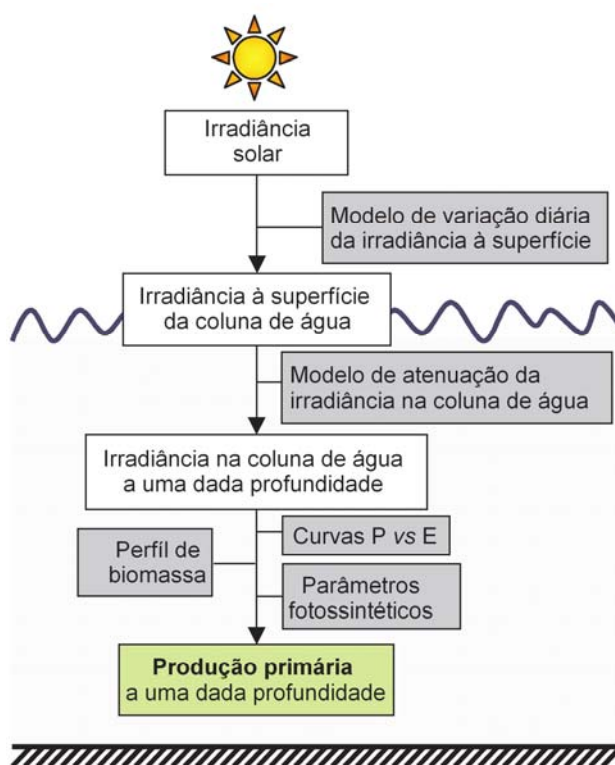 Irradiância
solar
Modelo de variação diária
da irradiância à superfície
Irradiância à superfície
da coluna de água
Modelo de atenuação da
irradiância na coluna de água
Irradiância na coluna de água
a uma dada profundidade
Curvas P vs E
Perfíl de
biomassa
Parâmetros
fotossintéticos
Produção primária
a uma dada profundidade